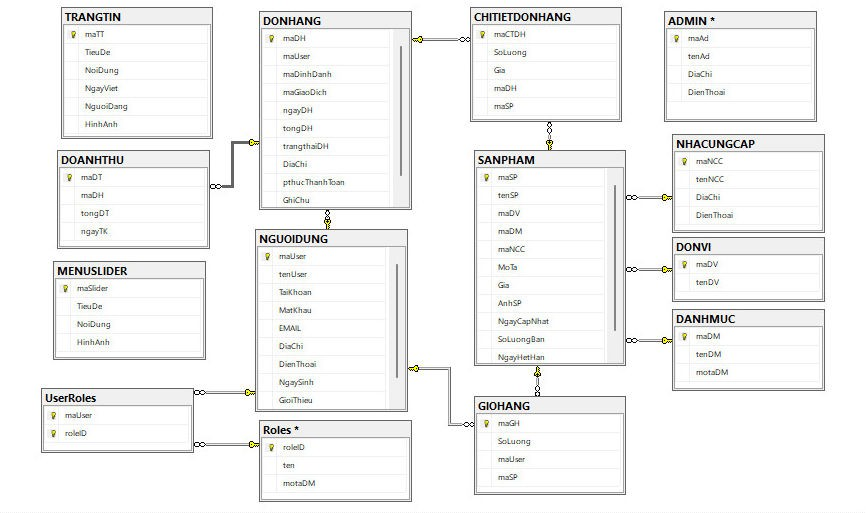 TRANGTIN
maTT
TieuDe
NoiDung
NgayViet
NguoiDang
HinhAnh
DONHANG
maDH
maUser
maDinhDanh
maGiaoDich
ngayDH
tongDH
trangthaiDH
DiaChi
pthucThanhToan
GhiChu
CHITIETDONHANG
maCTDH
SoLuong
Gia
maDH
maSP
ADMIN *
maAd
tenAd
DiaChi
DienThoai
DOANHTHU
maDT
maDH
tongDT
ngayTK
SANPHAM
maSP
tenSP
maDV
maDM
maNCC
MoTa
Gia
AnhSP
NgayCapNhat
SoLuongBan
NgayHetHan
NHACUNGCAP
maNCC
tenNCC
DiaChi
DienThoai
MENUSLIDER
maSlider
TieuDe
NoiDung
HinhAnh
NGUOIDUNG
maUser
tenUser
TaiKhoan
MatKhau
EMAIL
DiaChi
DienThoai
NgaySinh
GioiThieu
DONVI
maDV
tenDV
DANHMUC
maDM
tenDM
motaDM
UserRoles
maUser
roleID
Roles *
roleID
ten
motaDM
GIOHANG
maGH
SoLuong
maUser
maSP